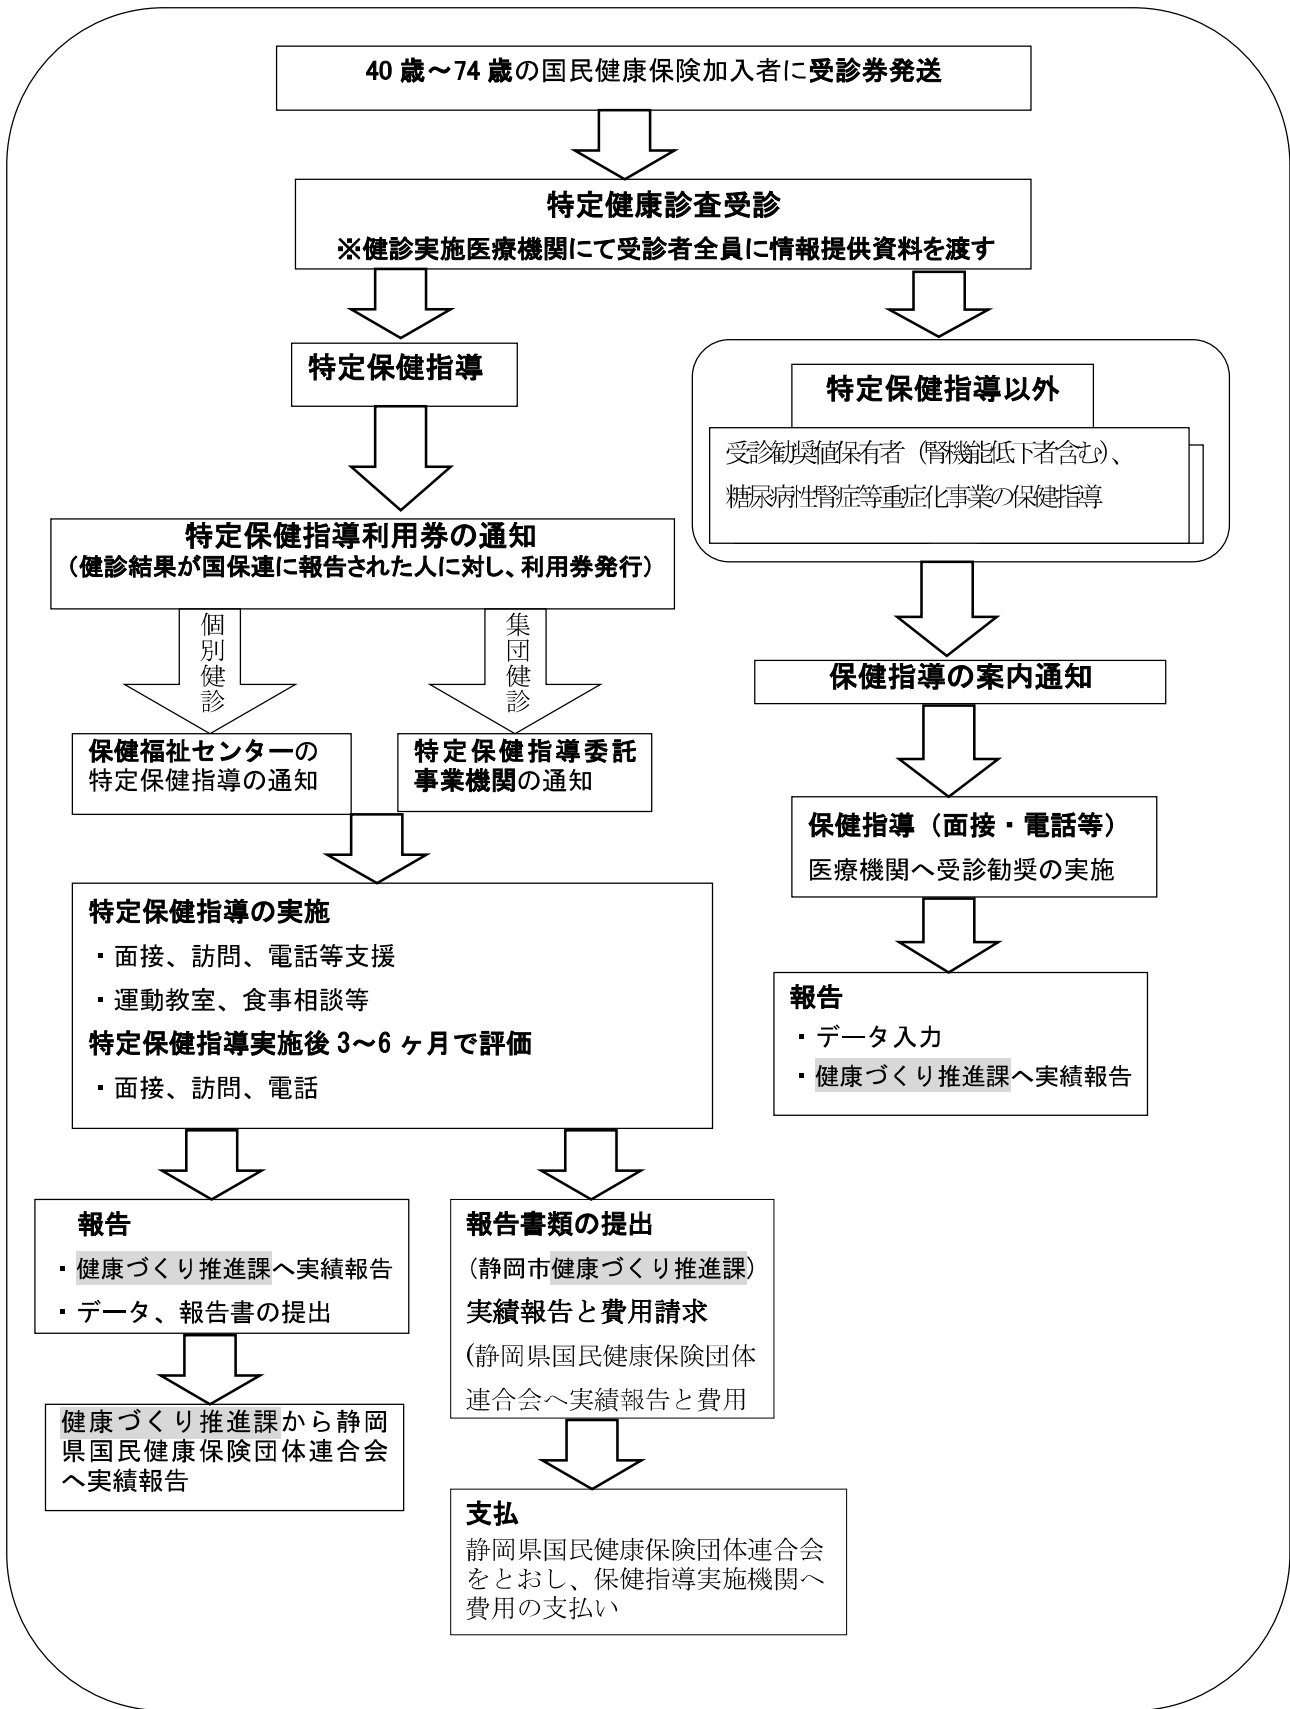 40歳～74歳の国民健康保険加入者に受診券発送
特定健康診査受診
※健診実施医療機関にて受診者全員に情報提供資料を渡す
特定保健指導
特定保健指導利用券の通知
（健診結果が国保連に報告された人に対し、利用券発行）
個別健診
集団健診
保健福祉センターの
特定保健指導の通知
特定保健指導委託
事業機関の通知
特定保健指導の実施
・面接、訪問、電話等支援
・運動教室、食事相談等
特定保健指導実施後3～6ヶ月で評価
・面接、訪問、電話
報告
・健康づくり推進課へ実績報告
・データ、報告書の提出
健康づくり推進課から静岡
県国民健康保険団体連合会
へ実績報告
報告書類の提出
（静岡市健康づくり推進課）
実績報告と費用請求
（静岡県国民健康保険団体
連合会へ実績報告と費用
支払
静岡県国民健康保険団体連合会
をとおし、保健指導実施機関へ
費用の支払い
特定保健指導以外
受診勧奨値保有者（腎機能低下者含む）、
糖尿病性腎症等重症化事業の保健指導
保健指導の案内通知
保健指導（面接・電話等）
医療機関へ受診勧奨の実施
報告
・データ入力
・健康づくり推進課へ実績報告